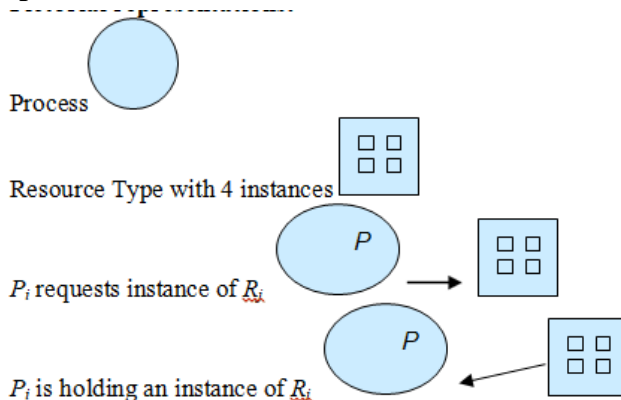 Process
Resource Type with 4 instances
P
Pi requests instance of Ri
P
Pi is holding an instance of Ri